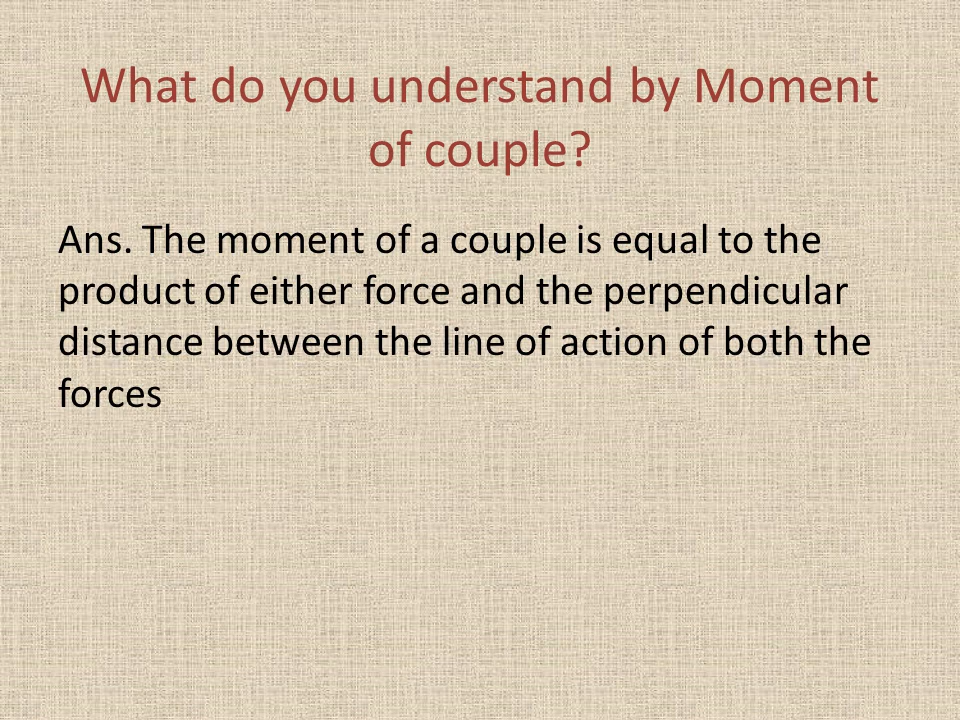 What do you understand by Moment
of couple?
Ans. The moment of a couple is equal to the
product of either force and the perpendicular
distance between the line of action of both the
forces